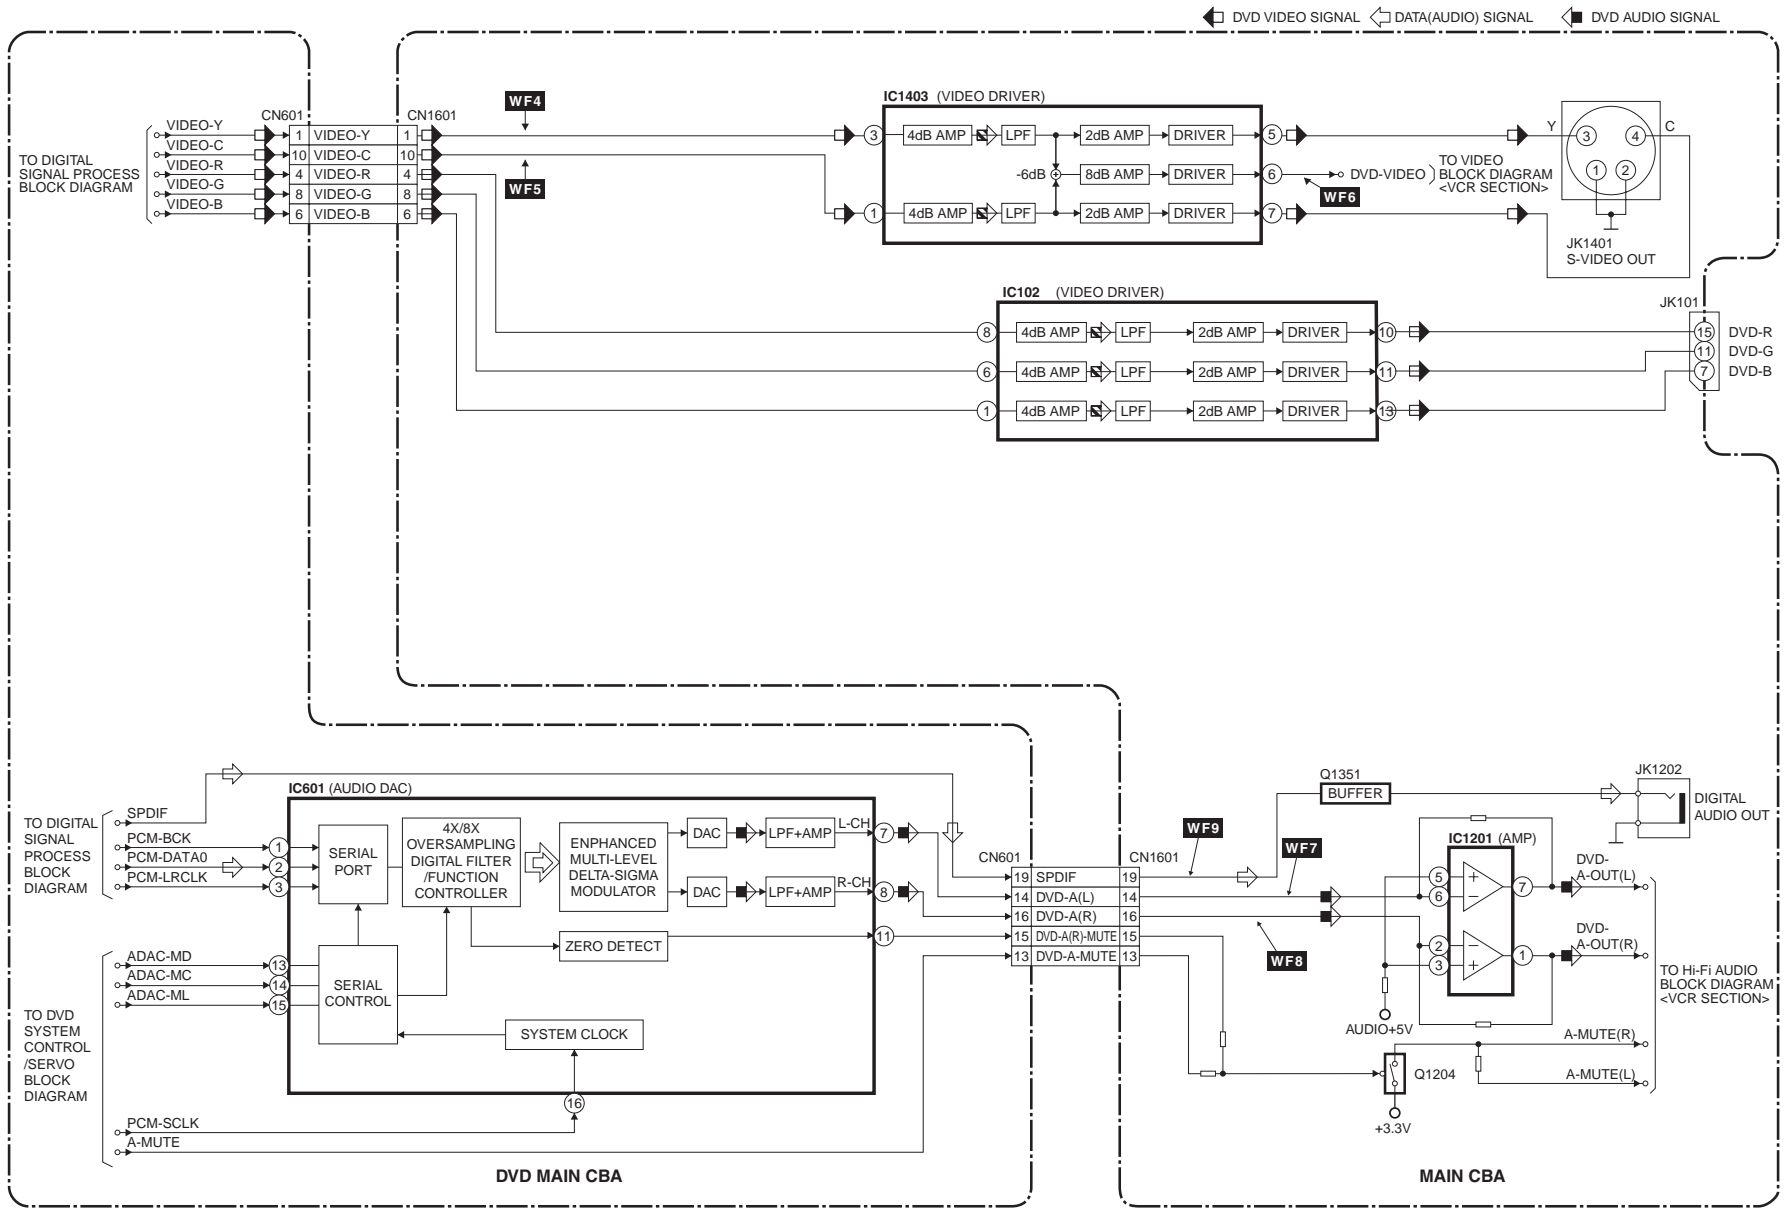 DVD VIDEO SIGNAL
DATA(AUDIO) SIGNAL
DVD AUDIO SIGNAL
CN601
CN1601
TO DIGITAL
SIGNAL PROCESS
BLOCK DIAGRAM
VIDEO-Y
VIDEO-C
VIDEO-R
VIDEO-G
VIDEO-B
1 VIDEO-Y 1
10 VIDEO-C 10
4 VIDEO-R 4
8 VIDEO-G 8
6 VIDEO-B 6
WF4
WF5
IC1403 (VIDEO DRIVER)
3 4dB AMP LPF 2dB AMP DRIVER 5
-6dB 8dB AMP DRIVER 6
1 4dB AMP LPF 2dB AMP DRIVER 7
DVD-VIDEO
WF6
TO VIDEO
BLOCK DIAGRAM
<VCR SECTION>
Y 3 4 C
1 2
JK1401
S-VIDEO OUT
IC102 (VIDEO DRIVER)
8 4dB AMP LPF 2dB AMP DRIVER 10
6 4dB AMP LPF 2dB AMP DRIVER 11
1 4dB AMP LPF 2dB AMP DRIVER 13
JK101
15 DVD-R
11 DVD-G
7 DVD-B
TO DIGITAL
SIGNAL
PROCESS
BLOCK
DIAGRAM
SPDIF
PCM-BCK
PCM-DATA0
PCM-LRCLK
1
2
3
IC601 (AUDIO DAC)
SERIAL
PORT
4X/8X
OVERSAMPLING
DIGITAL FILTER
/FUNCTION
CONTROLLER
ENPHANCED
MULTI-LEVEL
DELTA-SIGMA
MODULATOR
DAC LPF+AMP L-CH 7
DAC LPF+AMP R-CH 8
ZERO DETECT
11
TO DVD
SYSTEM
CONTROL
/SERVO
BLOCK
DIAGRAM
ADAC-MD
ADAC-MC
ADAC-ML
13
14
15
SERIAL
CONTROL
SYSTEM CLOCK
16
PCM-SCLK
A-MUTE
DVD MAIN CBA
CN601
CN1601
19 SPDIF 19
14 DVD-A(L) 14
16 DVD-A(R) 16
15 DVD-A(R)-MUTE 15
13 DVD-A-MUTE 13
WF9
WF7
WF8
Q1351
BUFFER
JK1202
DIGITAL
AUDIO OUT
IC1201 (AMP)
5 +
6 −
7
2 −
3 +
1
DVD-
A-OUT(L)
DVD-
A-OUT(R)
AUDIO+5V
TO Hi-Fi AUDIO
BLOCK DIAGRAM
<VCR SECTION>
A-MUTE(R)
A-MUTE(L)
Q1204
+3.3V
MAIN CBA